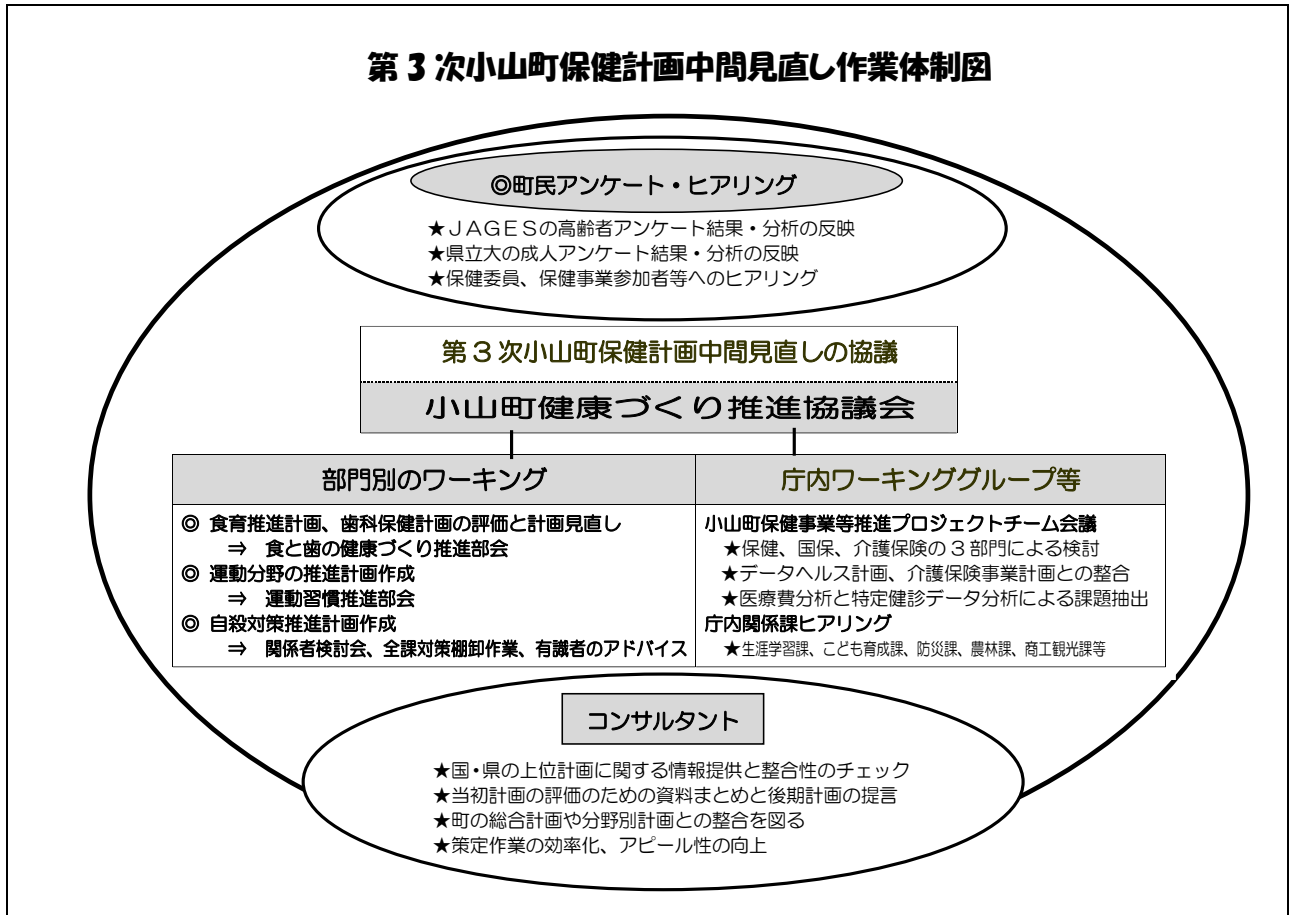 第3次小山町保健計画中間見直し作業体制図
◎町民アンケート・ヒアリング
★JAGESの高齢者アンケート結果・分析の反映
★県立大の成人アンケート結果・分析の反映
★保健委員、保健事業参加者等へのヒアリング
第3次小山町保健計画中間見直しの協議
小山町健康づくり推進協議会
部門別のワーキング
◎ 食育推進計画、歯科保健計画の評価と計画見直し
⇒ 食と歯の健康づくり推進部会
◎ 運動分野の推進計画作成
⇒ 運動習慣推進部会
◎ 自殺対策推進計画作成
⇒ 関係者検討会、全課対策棚卸作業、有識者のアドバイス
庁内ワーキンググループ等
小山町保健事業等推進プロジェクトチーム会議
★保健、国保、介護保険の3部門による検討
★データヘルス計画、介護保険事業計画との整合
★医療費分析と特定健診データ分析による課題抽出
庁内関係課ヒアリング
★生涯学習課、こども育成課、防災課、農林課、商工観光課等
コンサルタント
★国・県の上位計画に関する情報提供と整合性のチェック
★当初計画の評価のための資料まとめと後期計画の提言
★町の総合計画や分野別計画との整合を図る
★策定作業の効率化、アピール性の向上